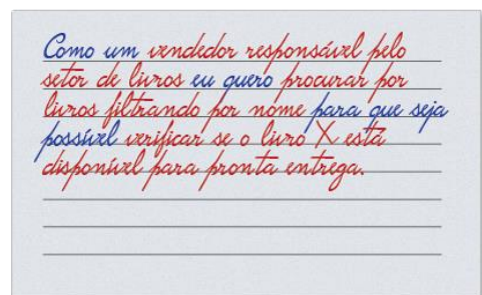 Como um vendedor responsável pelo
setor de livros eu quero procurar por
livros filtrando por nome para que seja
possível verificar se o livro X está
disponível para pronta entrega.